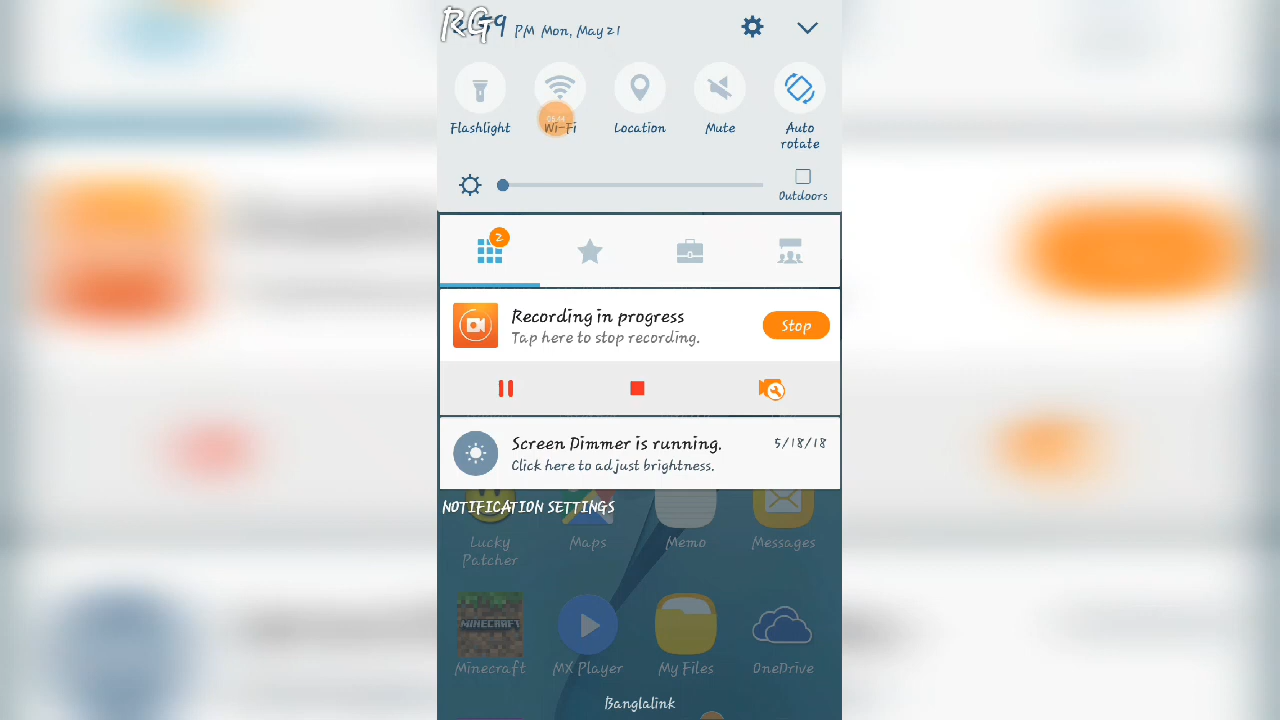 RG
PM Mon, May 21
Flashlight
Wi-Fi
Location
Mute
Auto rotate
Outdoors
2
Recording in progress
Stop
Tap here to stop recording.
Screen Dimmer is running.
5/18/18
Click here to adjust brightness.
NOTIFICATION SETTINGS
Lucky Patcher
Maps
Memo
Messages
MINECRAFT
Minecraft
MX Player
My Files
OneDrive
Banglalink